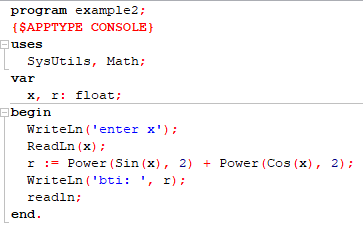 program example2;
{$APPTYPE CONSOLE}
uses
  SysUtils, Math;
var
  x, r: float;
begin
  WriteLn('enter x');
  ReadLn(x);
  r := Power(Sin(x), 2) + Power(Cos(x), 2);
  WriteLn('bti: ', r);
  readln;
end.